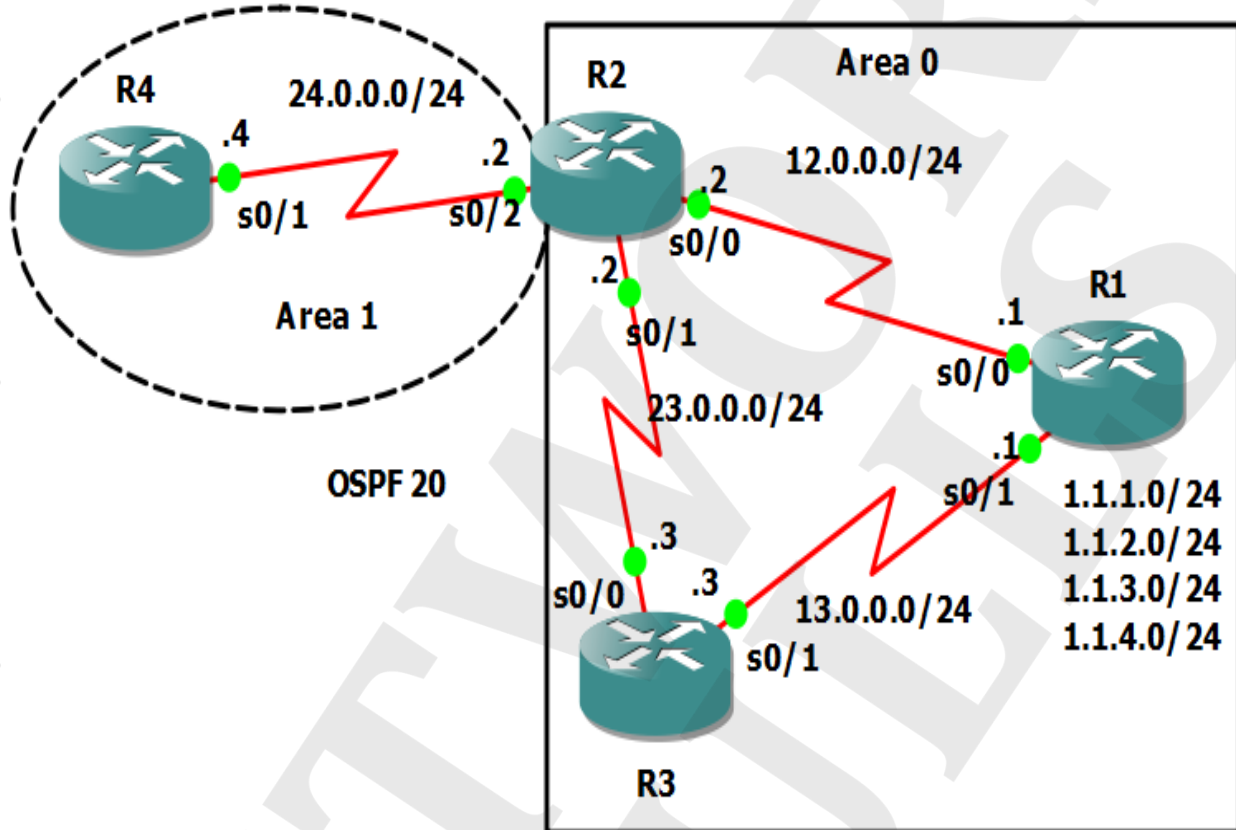 Area 0
R2
R4
24.0.0.0/24
.4
.2
12.0.0.0/24
.2
s0/1
s0/2
s0/0
.2
R1
Area 1
s0/1
.1
s0/0
23.0.0.0/24
.1
OSPF 20
s0/1
1.1.1.0/24
1.1.2.0/24
1.1.3.0/24
1.1.4.0/24
.3
.3
s0/0
13.0.0.0/24
s0/1
R3